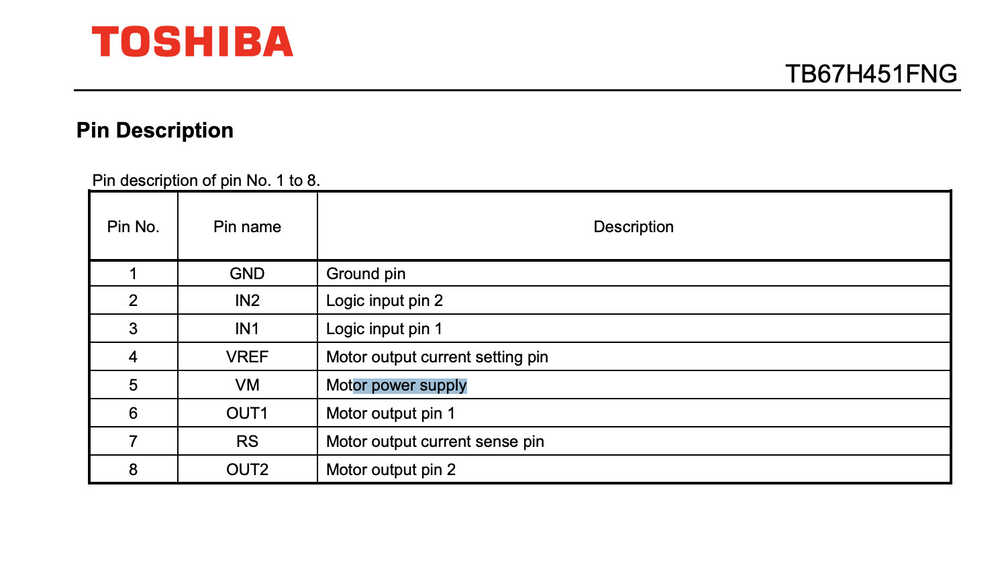 TOSHIBA
TB67H451FNG
Pin Description
Pin description of pin No. 1 to 8.
Pin No. Pin name Description
1 GND Ground pin
2 IN2 Logic input pin 2
3 IN1 Logic input pin 1
4 VREF Motor output current setting pin
5 VM Motor power supply
6 OUT1 Motor output pin 1
7 RS Motor output current sense pin
8 OUT2 Motor output pin 2